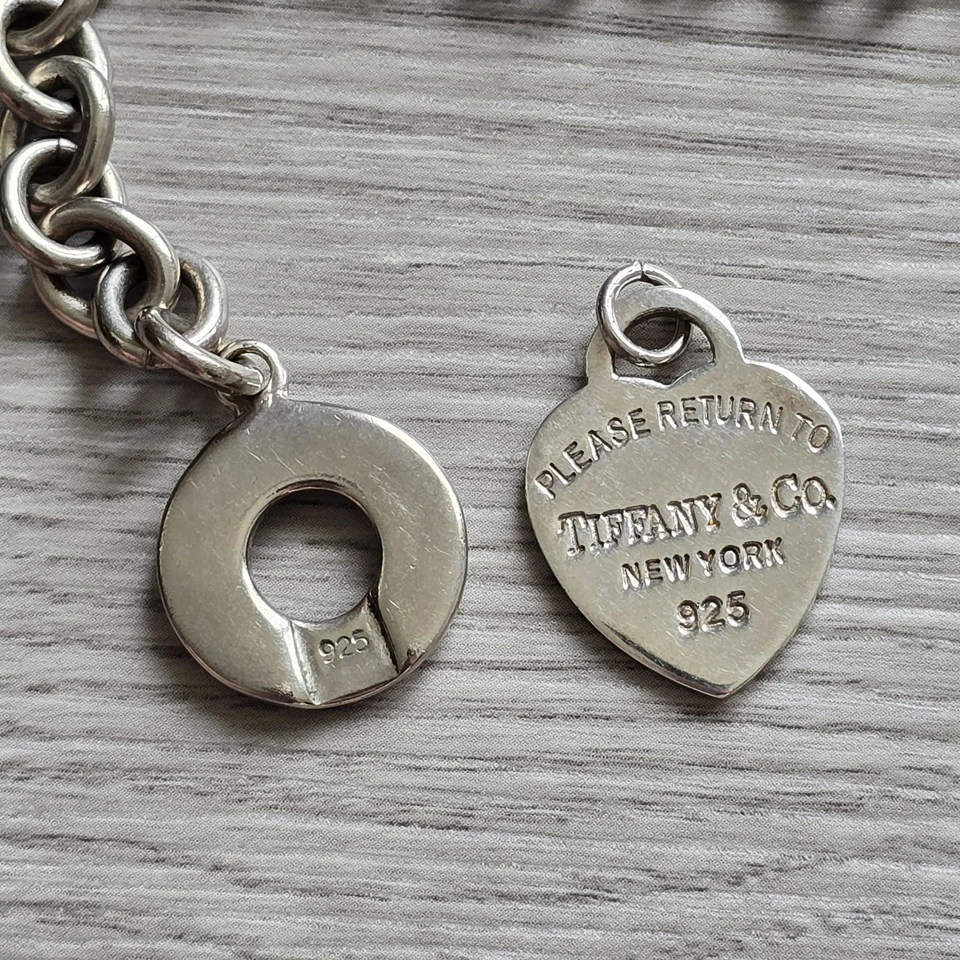 925
PLEASE RETURN TO
TIFFANY & CO.
NEW YORK
925